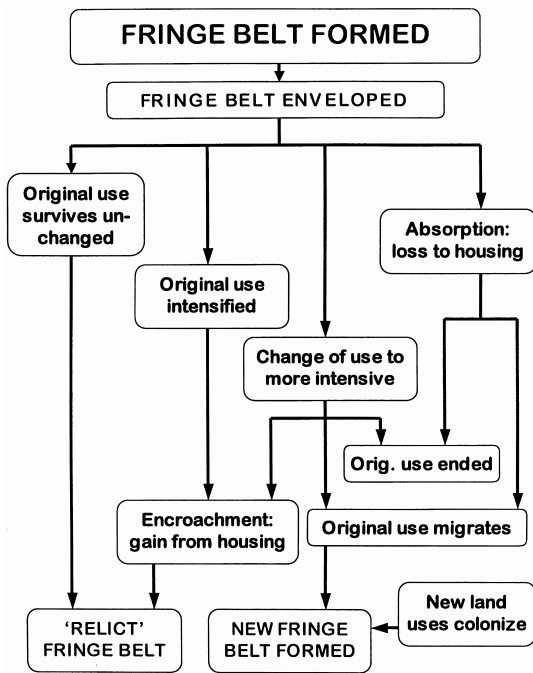 FRINGE BELT FORMED
FRINGE BELT ENVELOPED
Original use
survives un-
changed
Absorption:
loss to housing
Original use
intensified
Change of use to
more intensive
Orig. use ended
Encroachment:
gain from housing
Original use migrates
New land
uses colonize
‘RELICT’
FRINGE BELT
NEW FRINGE
BELT FORMED